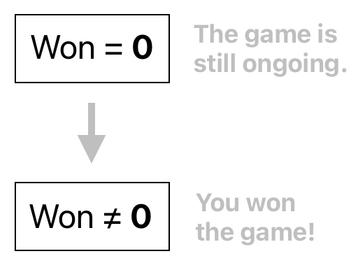 Won = 0
The game is
still ongoing.
Won ≠ 0
You won
the game!